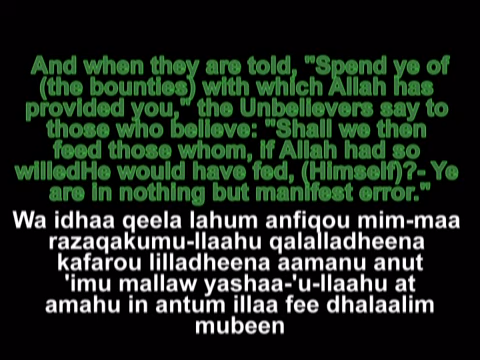 And when they are told, "Spend ye of
(the bounties) with which Allah has
provided you," the Unbelievers say to
those who believe: "Shall we then
feed those whom, if Allah had so
willedHe would have fed, (Himself)?- Ye
are in nothing but manifest error."
Wa idhaa qeela lahum anfiqou mim-maa
razaqakumu-llaahu qalalladheena
kafarou lilladheena aamanu anut
'imu mallaw yashaa-'u-llaahu at
amahu in antum illaa fee dhalaalim
mubeen